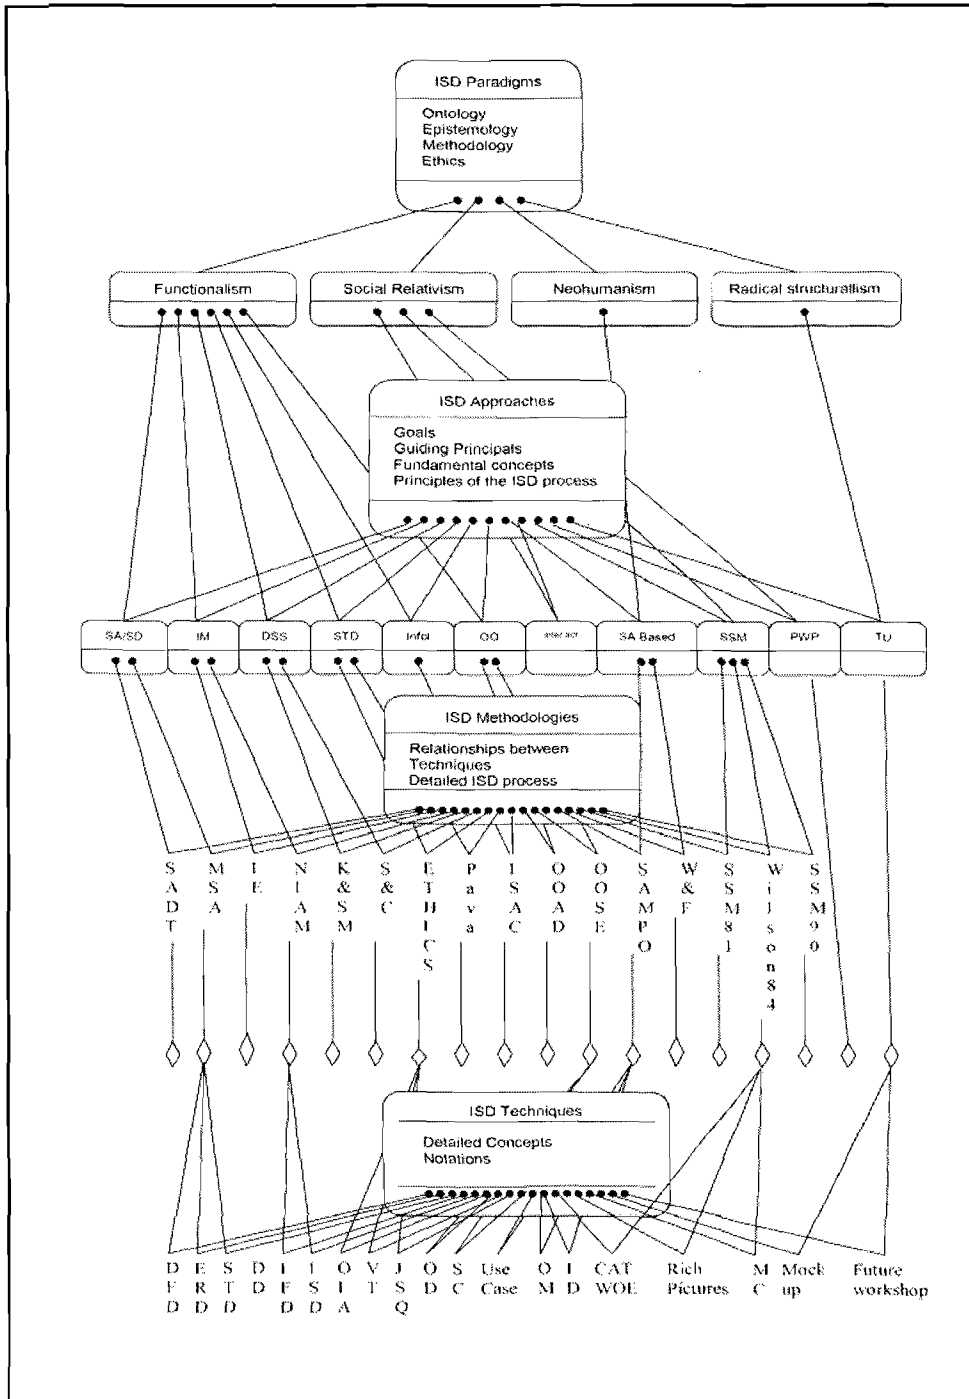 ISD Paradigms
Ontology
Epistemology
Methodology
Ethics
Functionalism
Social Relativism
Neohumanism
Radical structurallism
ISD Approaches
Goals
Guiding Principals
Fundamental concepts
Principles of the ISD process
SA/SD
IM
DSS
STD
Infol
OO
Interact
SA Based
SSM
PWP
TU
ISD Methodologies
Relationships between
Techniques
Detailed ISD process
SADT
MSA
IE
NIAM
K&SM
S&C
ETHICS
Pava
ISAC
OOAD
OOSE
SAMPO
W&F
SSM81
Wilson84
SSM90
ISD Techniques
Detailed Concepts
Notations
DFD
ERD
STD
DD
IFD
ISD
OIA
VT
JSQ
OD
SC
Use
Case
OM
ID
CAT
WOE
Rich
Pictures
MC
Mock
up
Future
workshop